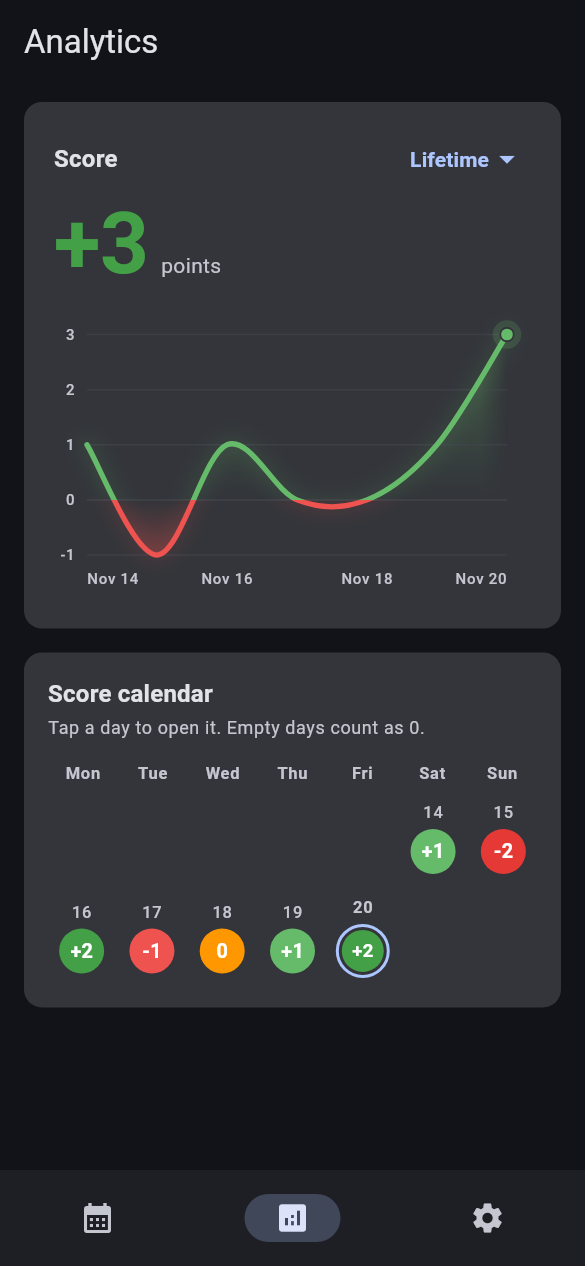 Analytics
Score
Lifetime
+3 points
3
2
1
0
-1
Nov 14 Nov 16 Nov 18 Nov 20
Score calendar
Tap a day to open it. Empty days count as 0.
Mon Tue Wed Thu Fri Sat Sun
14 15
+1 -2
16 17 18 19 20
+2 -1 0 +1 +2